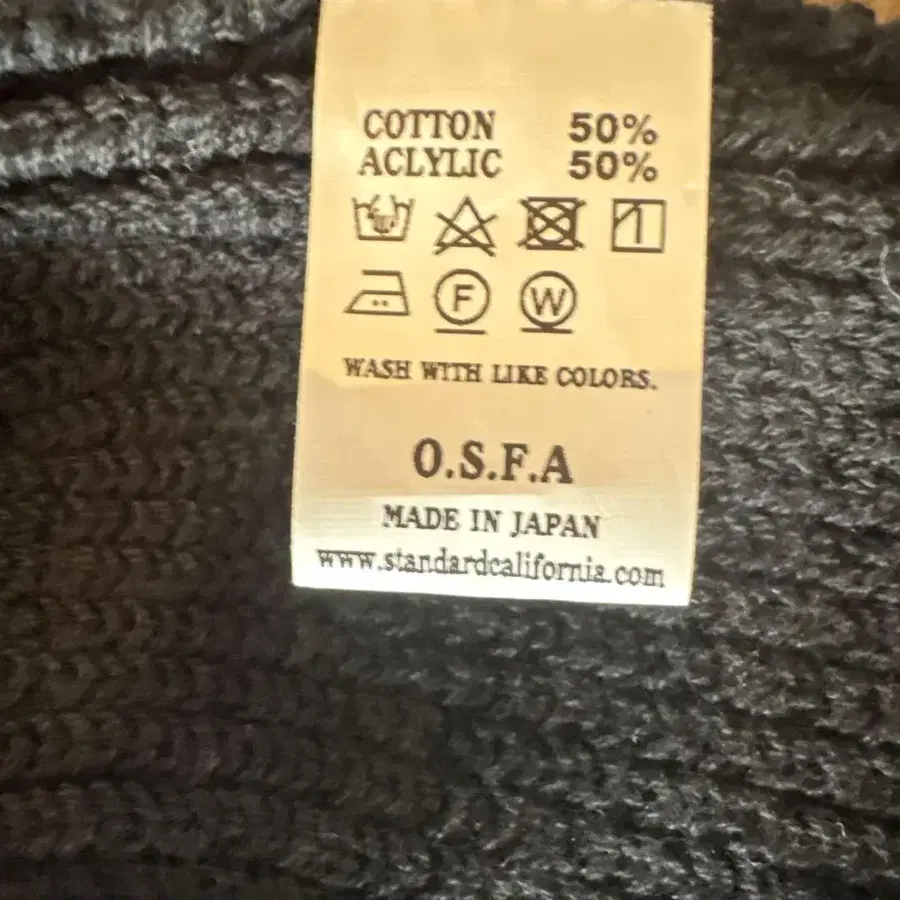 COTTON 50%
ACLYLIC 50%
F W
WASH WITH LIKE COLORS.
O.S.F.A
MADE IN JAPAN
www.standardcalifornia.com